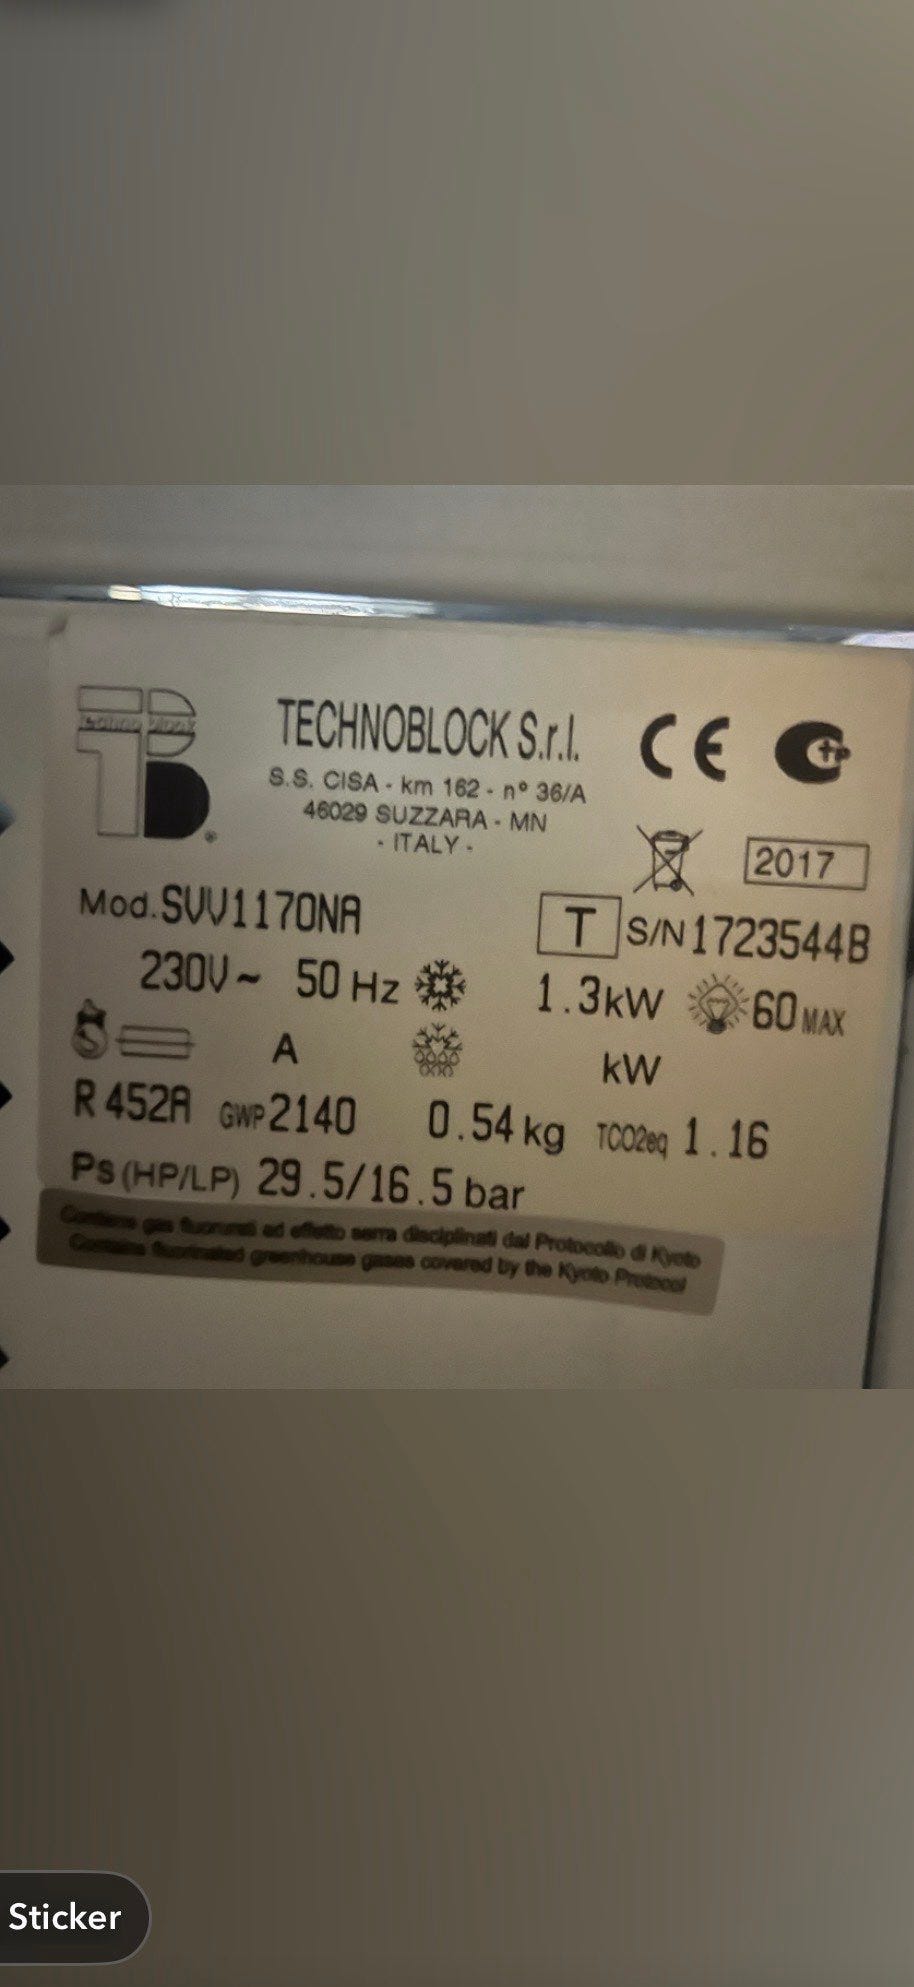 Techno block
TECHNOBLOCK S.r.l.
S.S. CISA - km 162 - n° 36/A
46029 SUZZARA - MN
- ITALY -
CE
2017
Mod. SVV1170NA
T S/N 1723544B
230V~ 50 Hz 1.3kW 60 MAX
A kW
R 452A GWP 2140 0.54 kg TCO2eq 1.16
Ps (HP/LP) 29.5/16.5 bar
Contiene gas fluorurati ad effetto serra disciplinati dal Protocollo di Kyoto
Contains fluorinated greenhouse gases covered by the Kyoto Protocol
Sticker